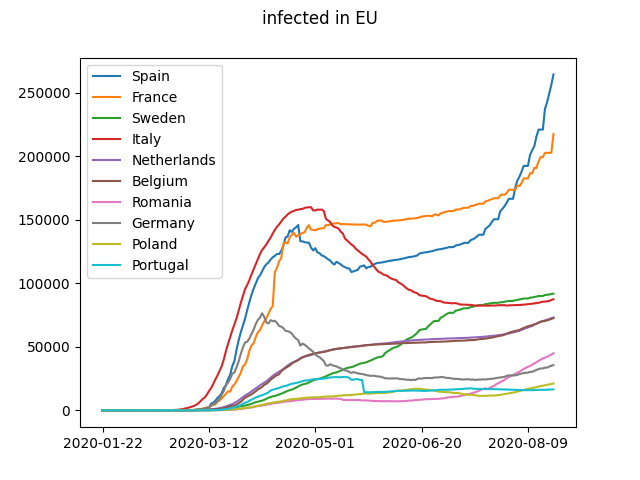 infected in EU
250000
200000
150000
100000
50000
0
Spain
France
Sweden
Italy
Netherlands
Belgium
Romania
Germany
Poland
Portugal
2020-01-22 2020-03-12 2020-05-01 2020-06-20 2020-08-09